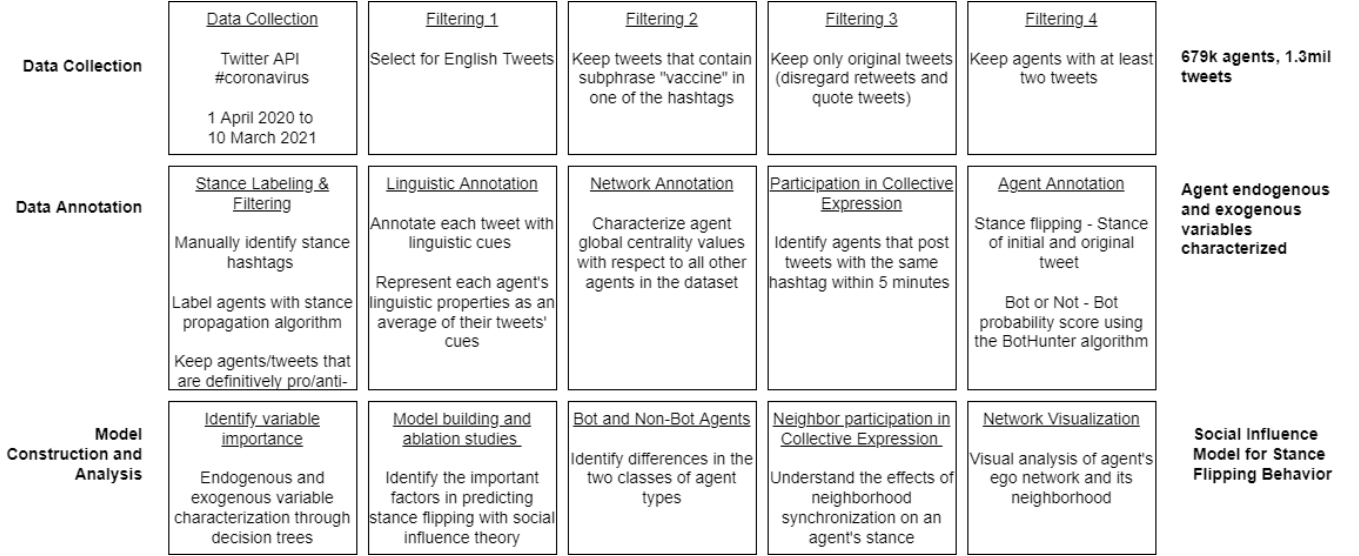 Data Collection
Data Collection
Twitter API
#coronavirus
1 April 2020 to
10 March 2021
Filtering 1
Select for English Tweets
Filtering 2
Keep tweets that contain
subphrase "vaccine" in
one of the hashtags
Filtering 3
Keep only original tweets
(disregard retweets and
quote tweets)
Filtering 4
Keep agents with at least
two tweets
679k agents, 1.3mil
tweets
Data Annotation
Stance Labeling &
Filtering
Manually identify stance
hashtags
Label agents with stance
propagation algorithm
Keep agents/tweets that
are definitively pro/anti-
Linguistic Annotation
Annotate each tweet with
linguistic cues
Represent each agent's
linguistic properties as an
average of their tweets'
cues
Network Annotation
Characterize agent
global centrality values
with respect to all other
agents in the dataset
Participation in Collective
Expression
Identify agents that post
tweets with the same
hashtag within 5 minutes
Agent Annotation
Stance flipping - Stance
of initial and original
tweet
Bot or Not - Bot
probability score using
the BotHunter algorithm
Agent endogenous
and exogenous
variables
characterized
Model
Construction and
Analysis
Identify variable
importance
Endogenous and
exogenous variable
characterization through
decision trees
Model building and
ablation studies
Identify the important
factors in predicting
stance flipping with social
influence theory
Bot and Non-Bot Agents
Identify differences in the
two classes of agent
types
Neighbor participation in
Collective Expression
Understand the effects of
neighborhood
synchronization on an
agent's stance
Network Visualization
Visual analysis of agent's
ego network and its
neighborhood
Social Influence
Model for Stance
Flipping Behavior